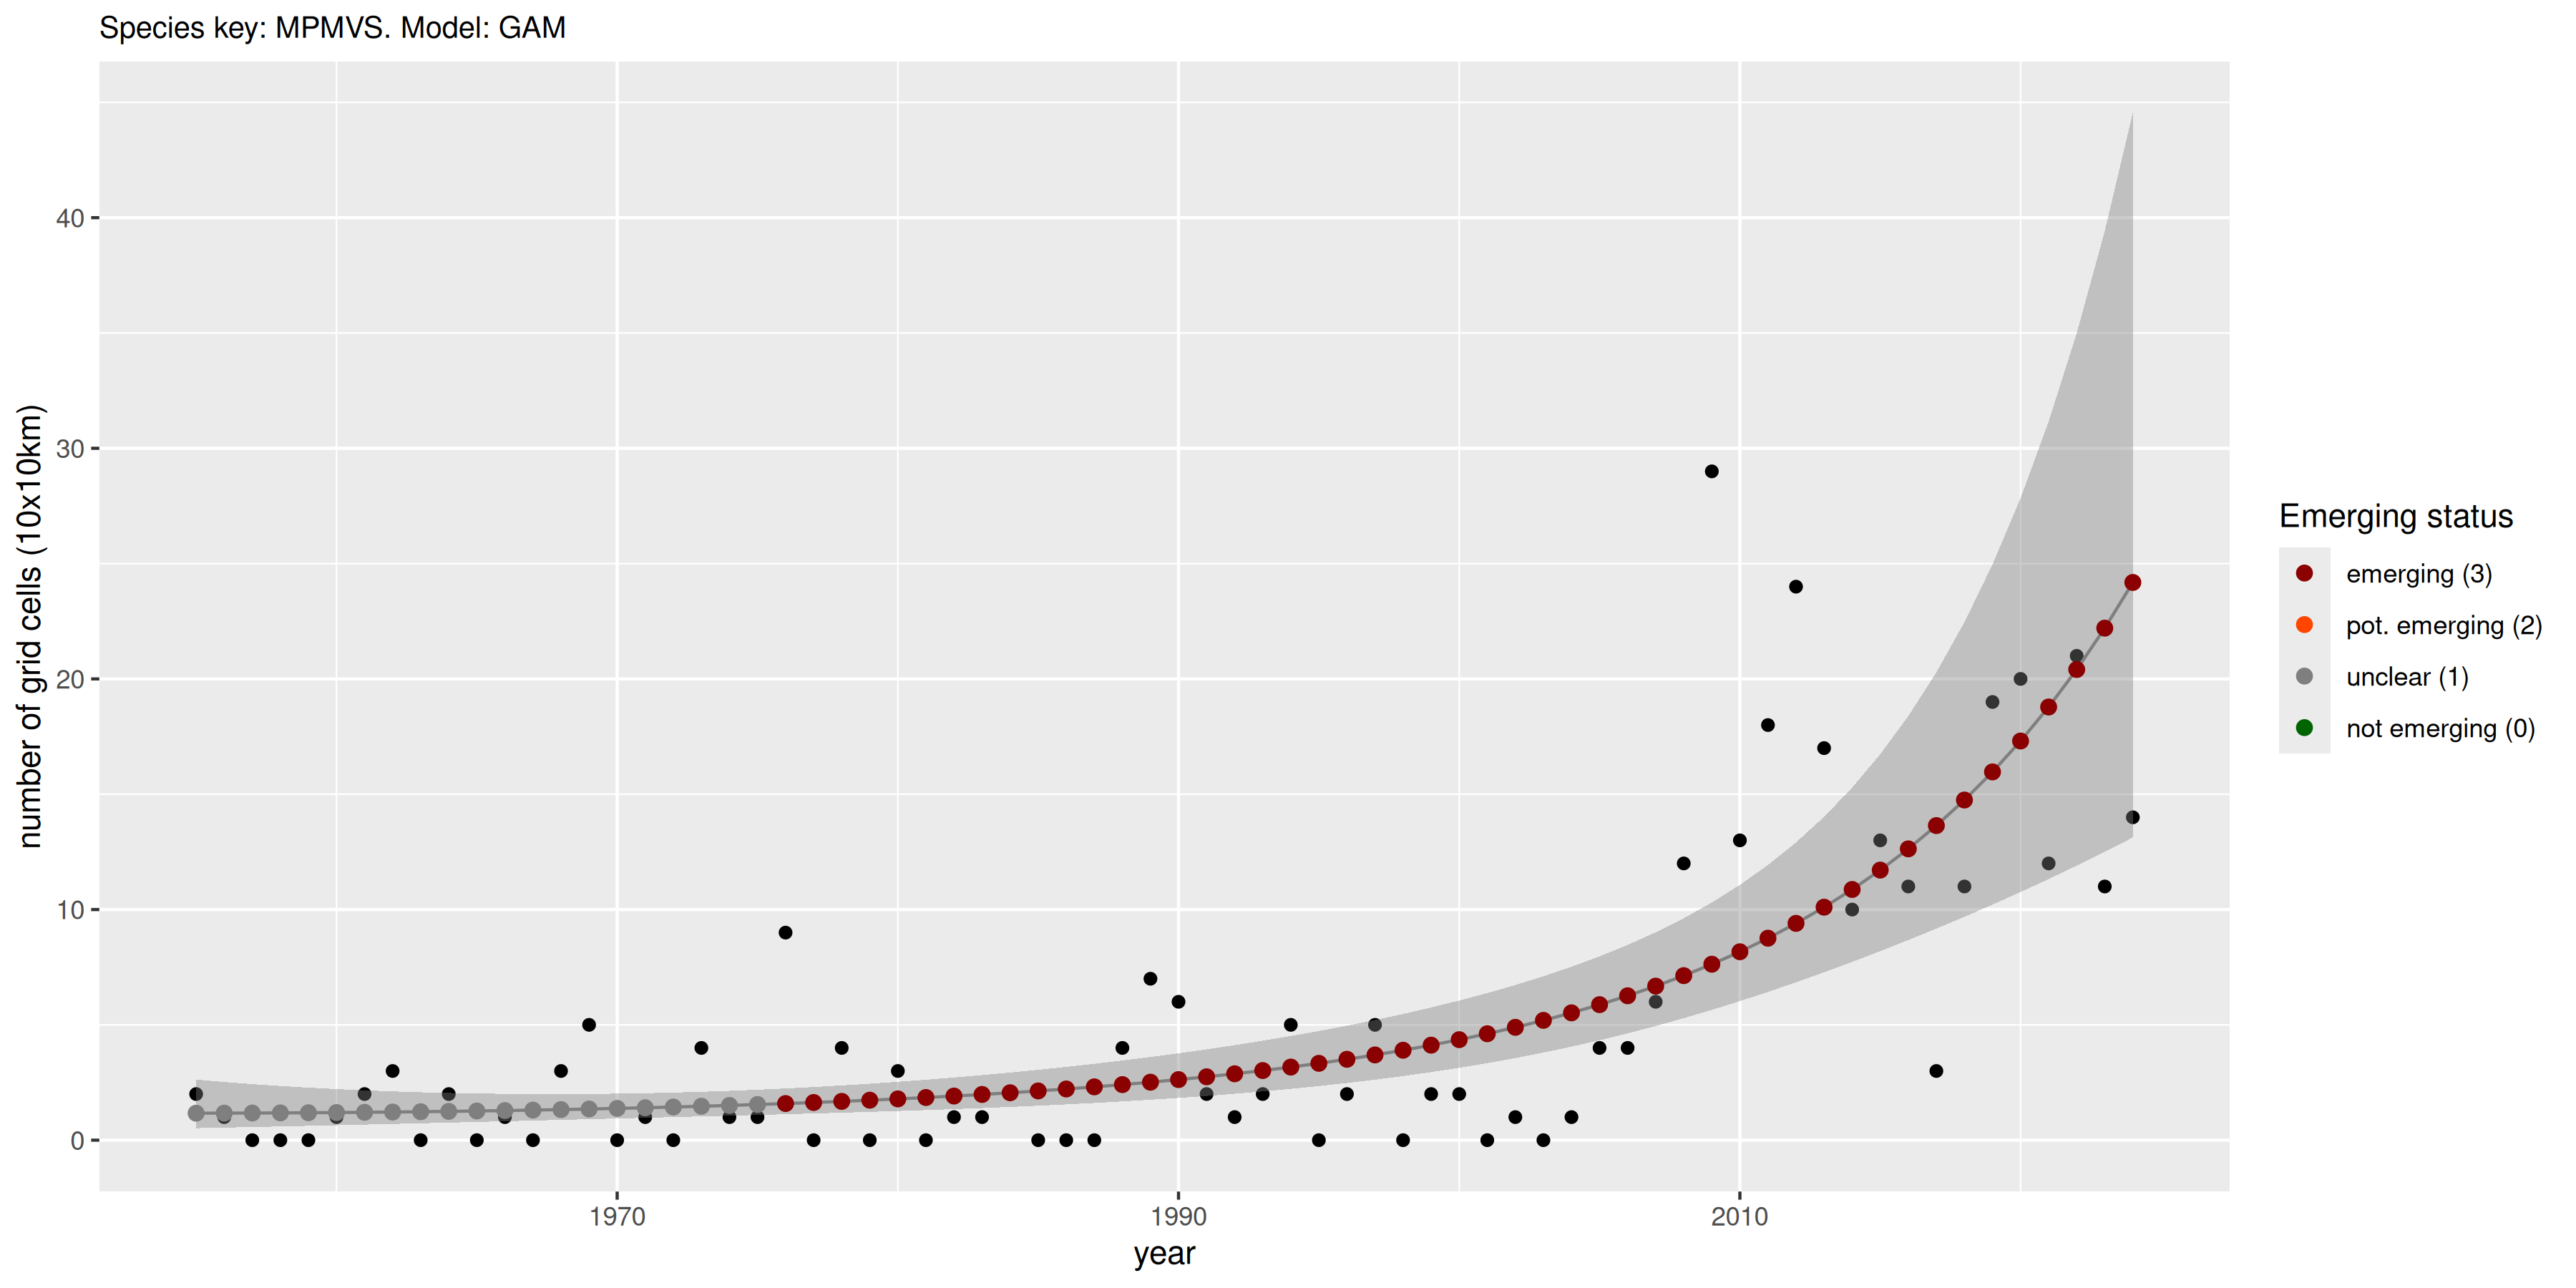 Species key: MPMVS. Model: GAM
number of grid cells (10x10km)
40
30
20
10
0
1970
1990
2010
year
Emerging status
emerging (3)
pot. emerging (2)
unclear (1)
not emerging (0)